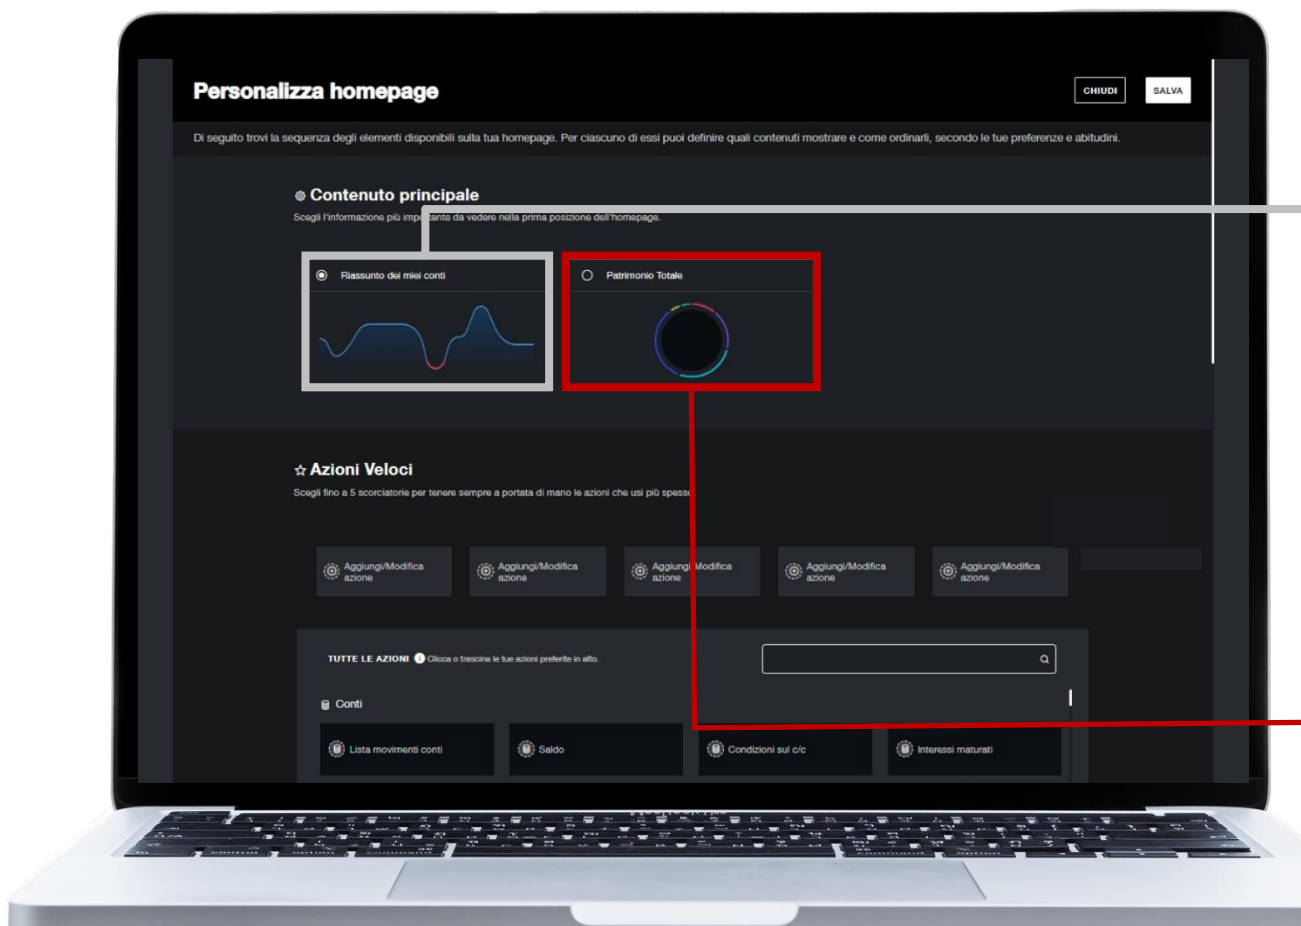 Personalizza homepage
CHIUDI
SALVA
Di seguito trovi la sequenza degli elementi disponibili sulla tua homepage. Per ciascuno di essi puoi definire quali contenuti mostrare e come ordinarli, secondo le tue preferenze e abitudini.
Contenuto principale
Scegli l'informazione più importante da vedere nella prima posizione dell'homepage.
Riassunto dei miei conti
Patrimonio Totale
Azioni Veloci
Scegli fino a 5 scorciatoie per tenere sempre a portata di mano le azioni che usi più spesso
Aggiungi/Modifica
azione
Aggiungi/Modifica
azione
Aggiungi/Modifica
azione
Aggiungi/Modifica
azione
Aggiungi/Modifica
azione
TUTTE LE AZIONI Clicca o trascina le tue azioni preferite in alto.
Conti
Lista movimenti conti
Saldo
Condizioni sul c/c
Interessi maturati
control option command
command option